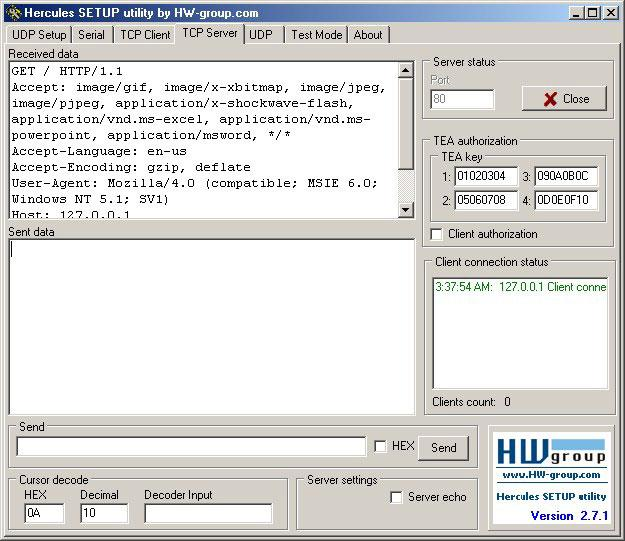 Hercules SETUP utility by HW-group.com
UDP Setup Serial TCP Client TCP Server UDP Test Mode About
Received data
GET / HTTP/1.1
Accept: image/gif, image/x-xbitmap, image/jpeg,
image/pjpeg, application/x-shockwave-flash,
application/vnd.ms-excel, application/vnd.ms-
powerpoint, application/msword, */*
Accept-Language: en-us
Accept-Encoding: gzip, deflate
User-Agent: Mozilla/4.0 (compatible; MSIE 6.0;
Windows NT 5.1; SV1)
Host: 127.0.0.1
Sent data
Server status
Port
80
Close
TEA authorization
TEA key
1: 01020304 3: 090A0B0C
2: 05060708 4: 0D0E0F10
Client authorization
Client connection status
3:37:54 AM: 127.0.0.1 Client conne
Clients count: 0
Send
HEX Send
Cursor decode
HEX Decimal Decoder Input
0A 10
Server settings
Server echo
HW group
www.HW-group.com
Hercules SETUP utility
Version 2.7.1